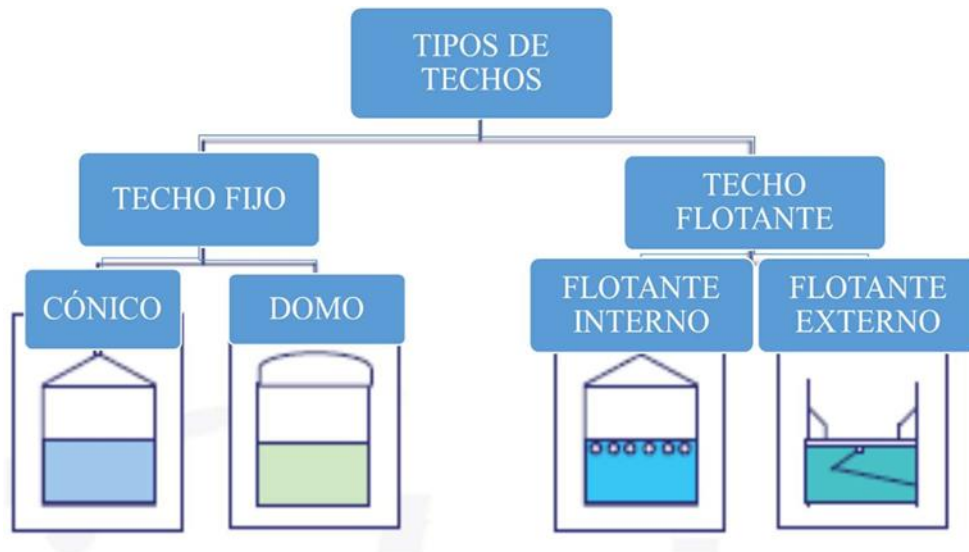 TIPOS DE
TECHOS
TECHO FIJO
TECHO
FLOTANTE
CÓNICO
DOMO
FLOTANTE
INTERNO
FLOTANTE
EXTERNO